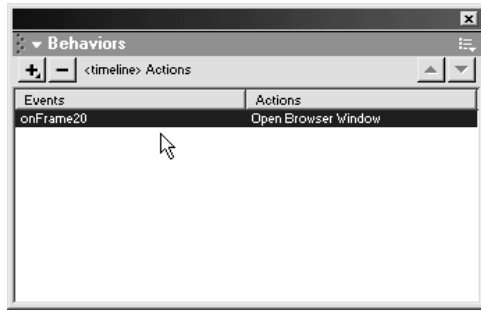 Behaviors
<timeline> Actions
Events Actions
onFrame20 Open Browser Window